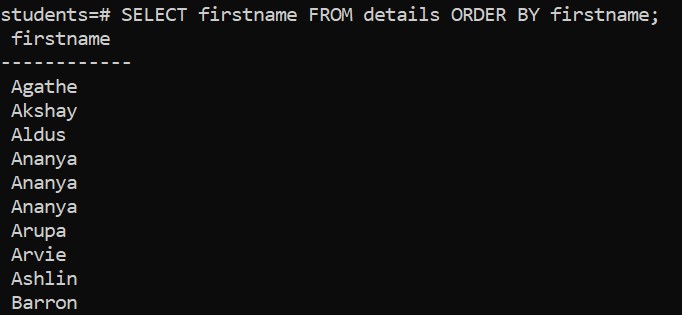 students=# SELECT firstname FROM details ORDER BY firstname;
firstname
------------
Agathe
Akshay
Aldus
Ananya
Ananya
Ananya
Arupa
Arvie
Ashlin
Barron